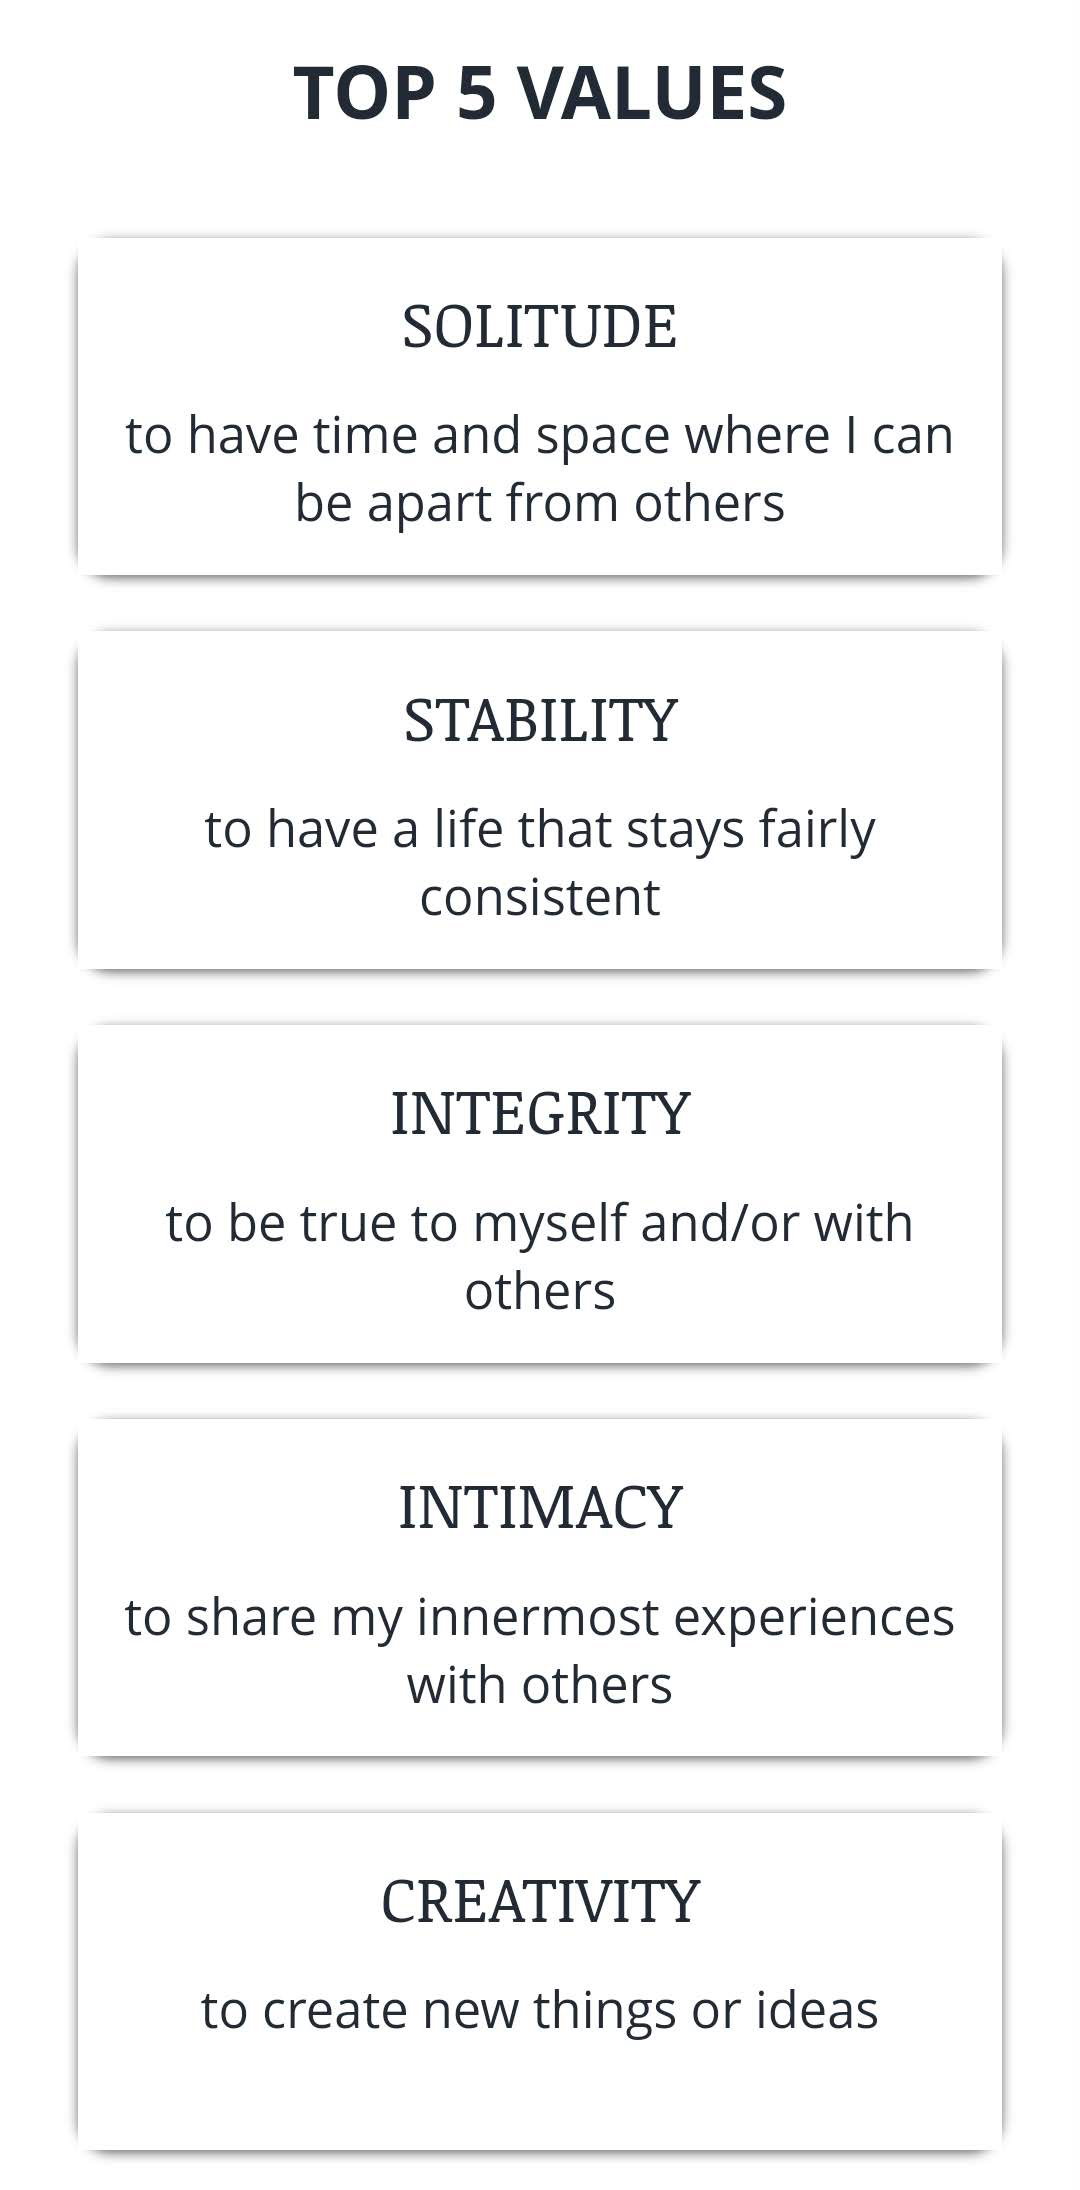 TOP 5 VALUES
SOLITUDE
to have time and space where I can
be apart from others
STABILITY
to have a life that stays fairly
consistent
INTEGRITY
to be true to myself and/or with
others
INTIMACY
to share my innermost experiences
with others
CREATIVITY
to create new things or ideas